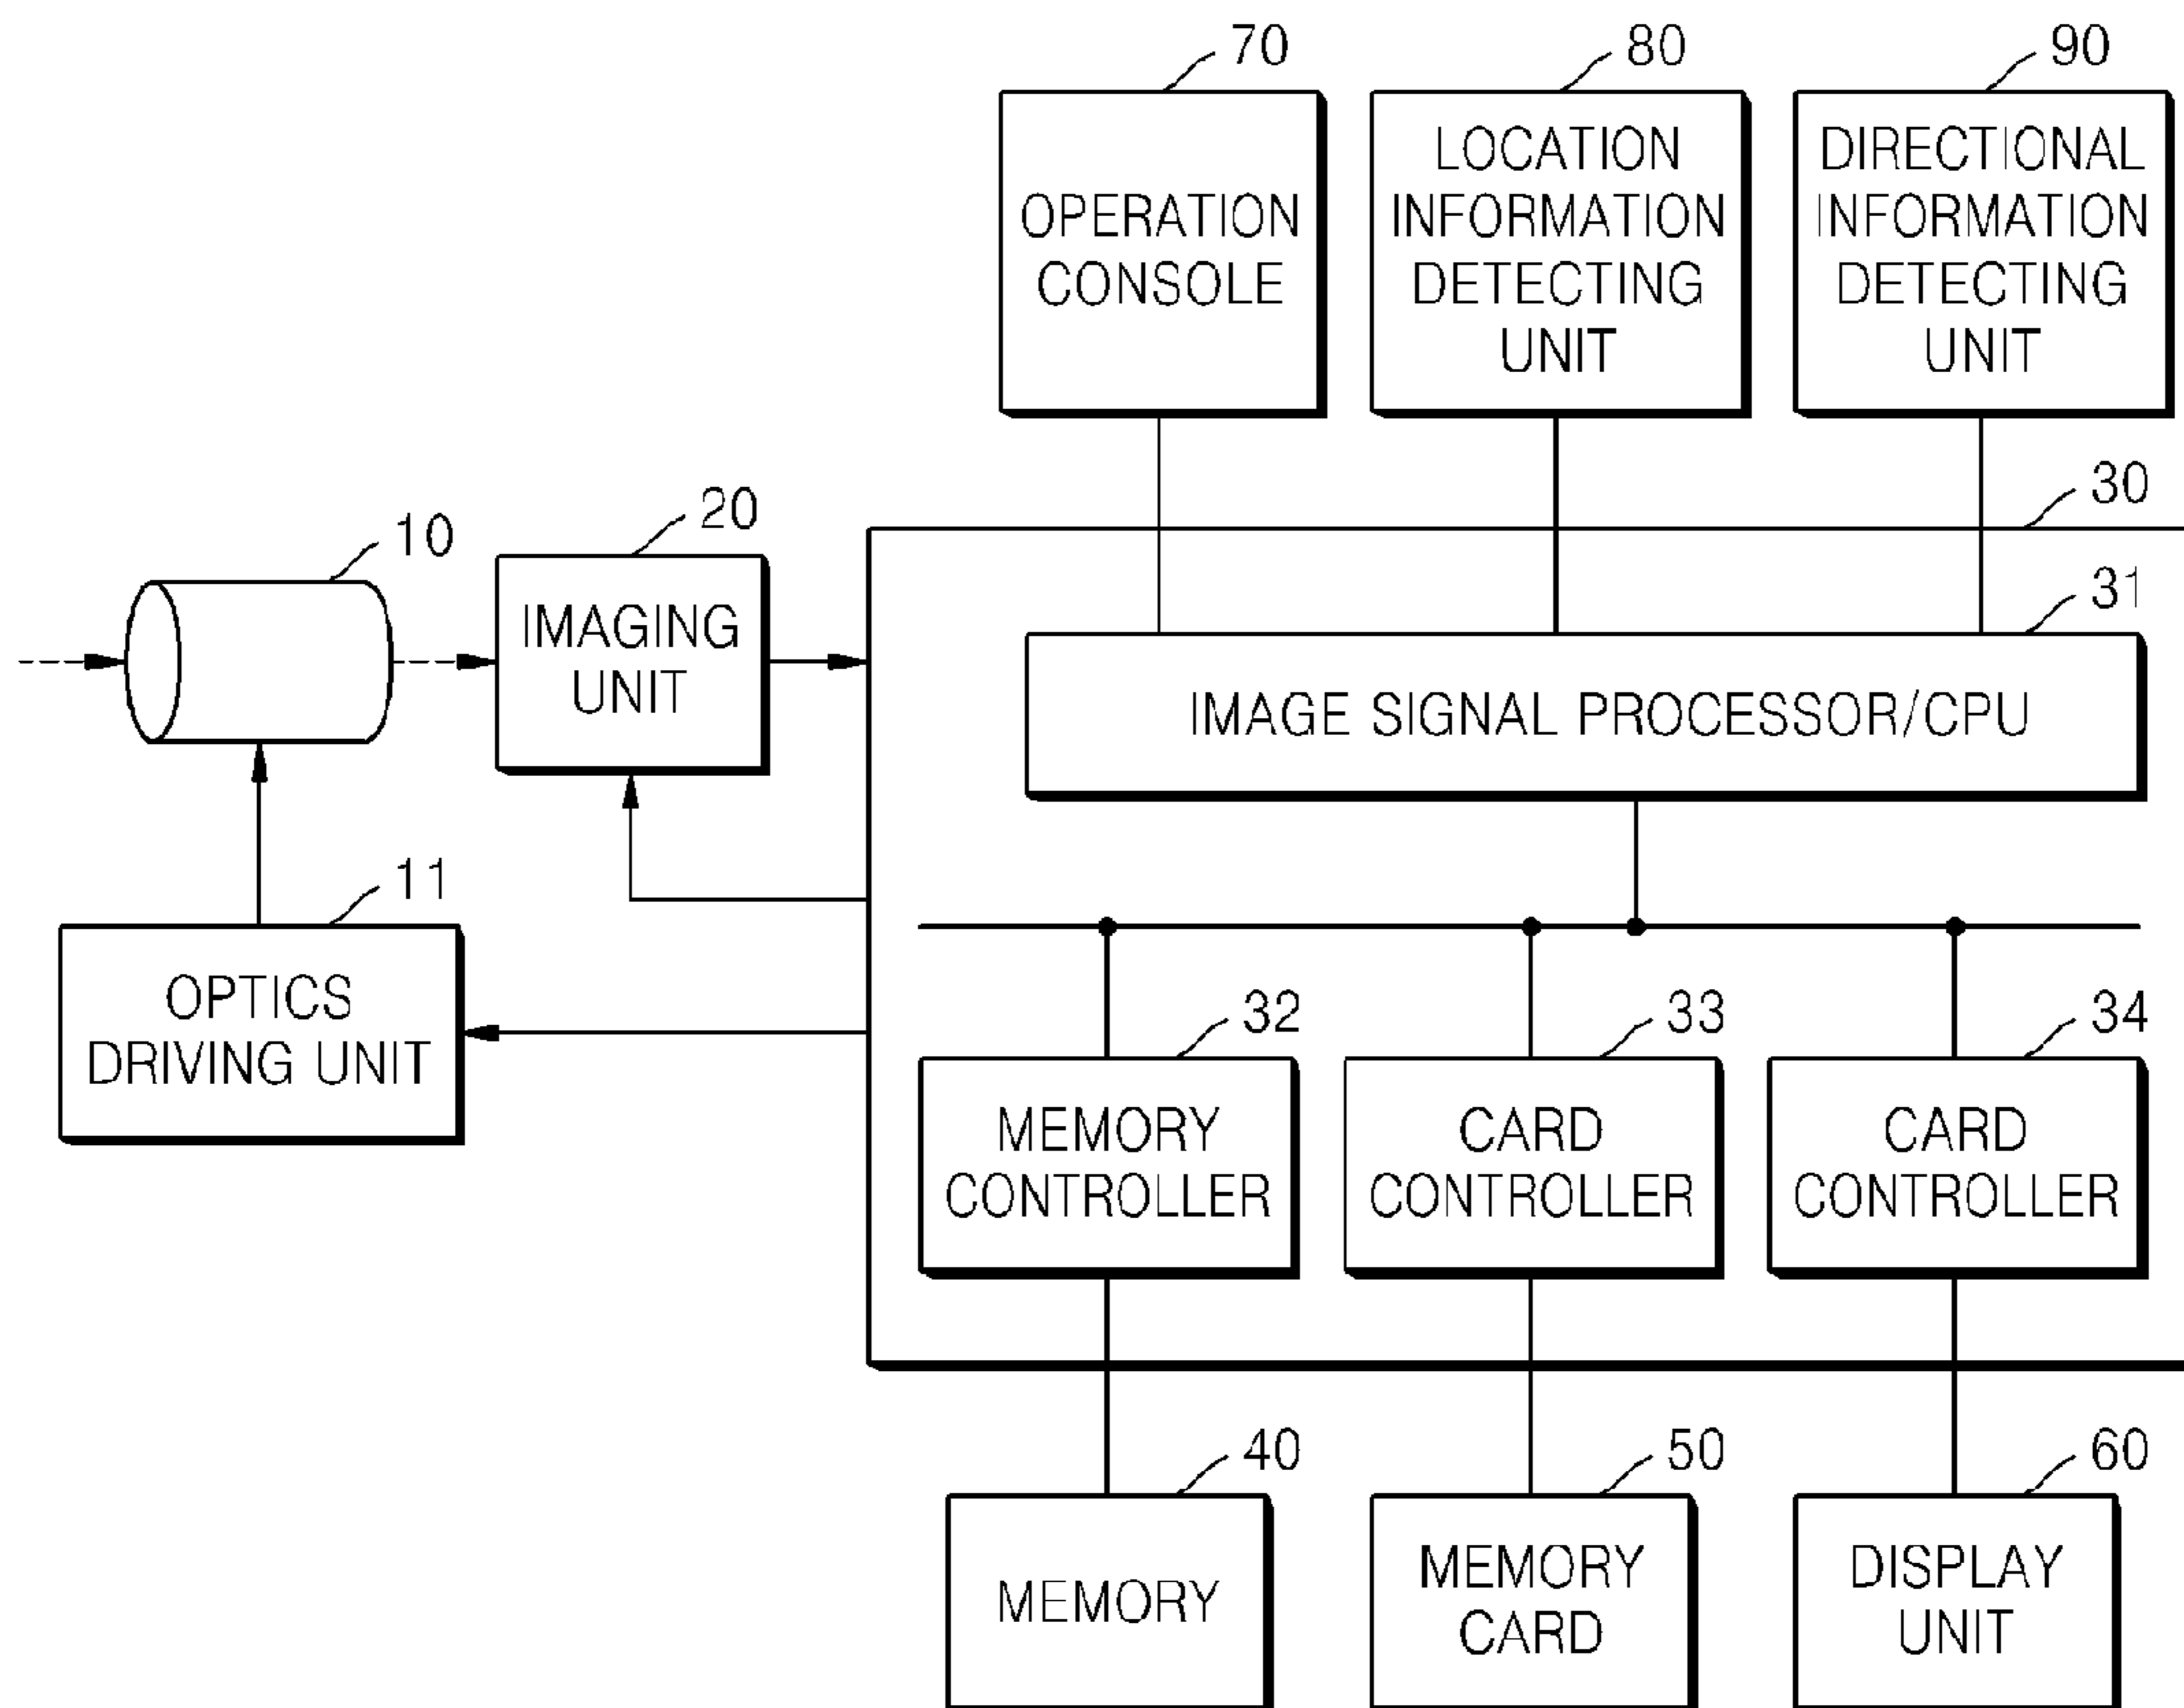 70
80
90
OPERATION
CONSOLE
LOCATION
INFORMATION
DETECTING
UNIT
DIRECTIONAL
INFORMATION
DETECTING
UNIT
30
10
20
IMAGING
UNIT
31
IMAGE SIGNAL PROCESSOR/CPU
11
OPTICS
DRIVING UNIT
32
33
34
MEMORY
CONTROLLER
CARD
CONTROLLER
CARD
CONTROLLER
40
50
60
MEMORY
MEMORY
CARD
DISPLAY
UNIT